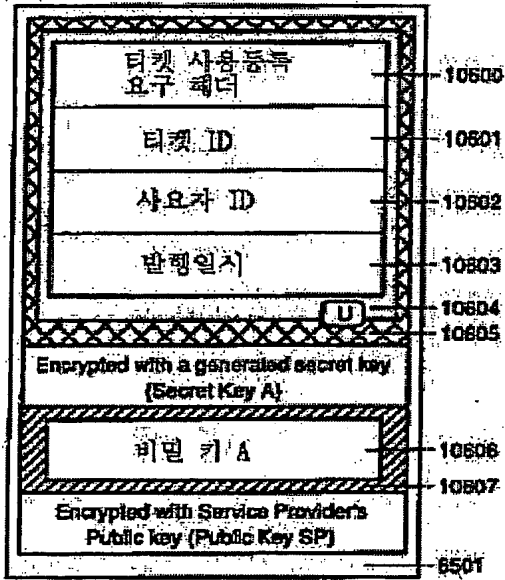 티켓 사용등록
요구 헤더
10600
티켓 ID
10601
사요자 ID
10602
발행일시
10603
U
10604
10605
Encrypted with a generated secret key
(Secret Key A)
비밀 키 A
10606
10607
Encrypted with Service Provider's
Public key (Public Key SP)
6501